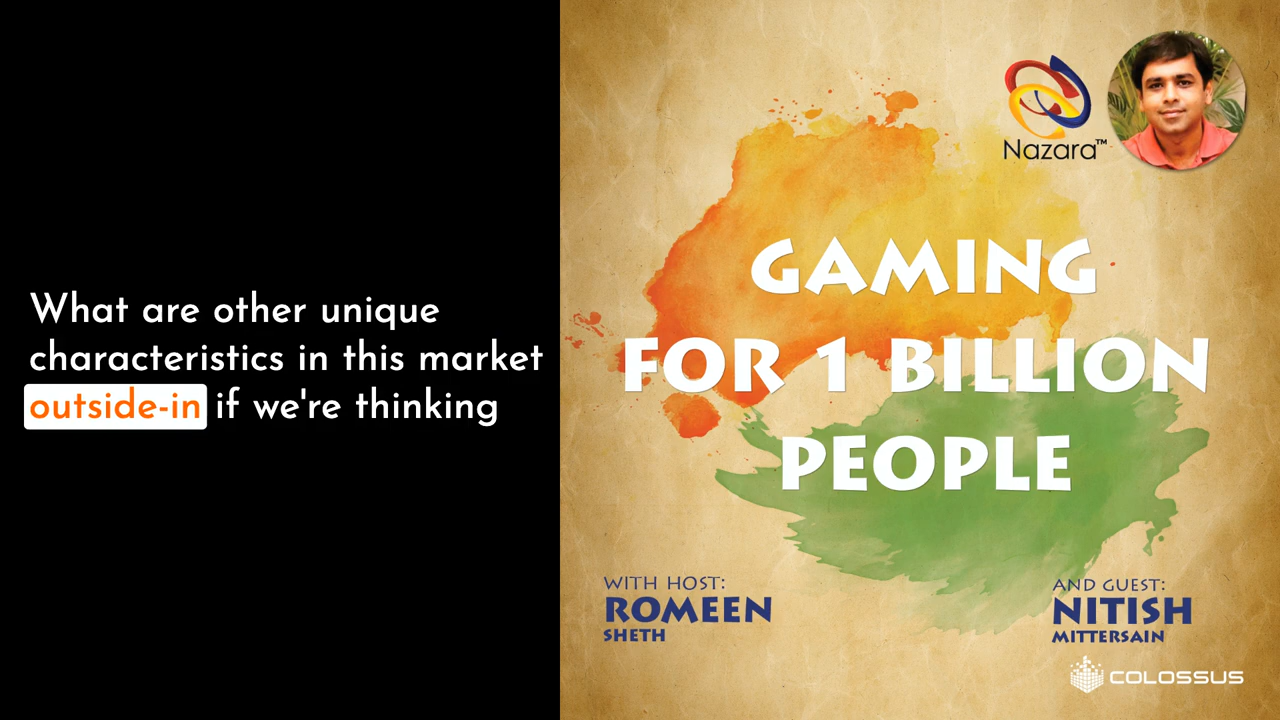 What are other unique
characteristics in this market
outside-in if we're thinking
Nazara™
GAMING
FOR 1 BILLION
PEOPLE
WITH HOST:
ROMEEN
SHETH
AND GUEST:
NITISH
MITTERSAIN
COLOSSUS